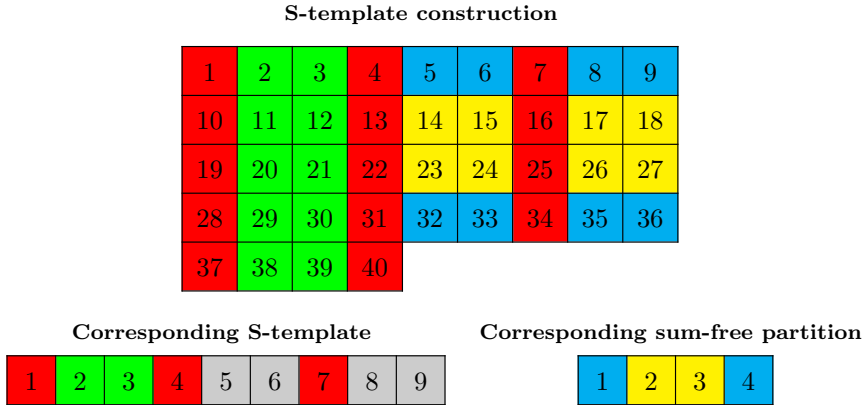 S-template construction
1 2 3 4 5 6 7 8 9
10 11 12 13 14 15 16 17 18
19 20 21 22 23 24 25 26 27
28 29 30 31 32 33 34 35 36
37 38 39 40
Corresponding S-template
Corresponding sum-free partition
1 2 3 4 5 6 7 8 9
1 2 3 4